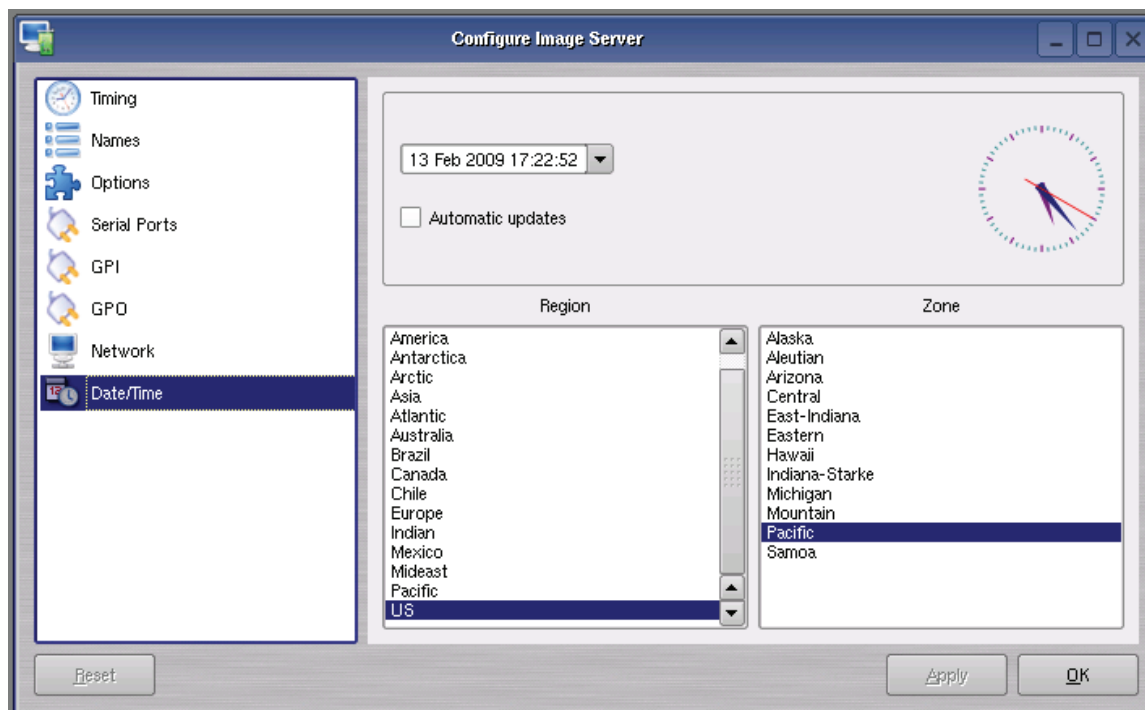 Configure Image Server
Timing
Names
Options
Serial Ports
GPI
GPO
Network
Date/Time
13 Feb 2009 17:22:52
Automatic updates
Region
America
Antarctica
Arctic
Asia
Atlantic
Australia
Brazil
Canada
Chile
Europe
Indian
Mexico
Mideast
Pacific
US
Zone
Alaska
Aleutian
Arizona
Central
East-Indiana
Eastern
Hawaii
Indiana-Starke
Michigan
Mountain
Pacific
Samoa
Reset
Apply
OK